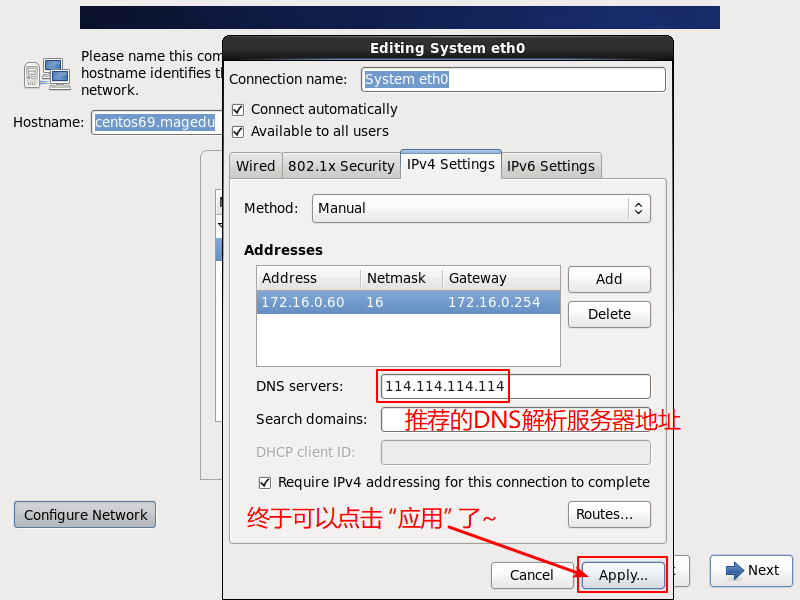 Editing System eth0
Please name this com
hostname identifies t
network.
Hostname: centos69.magedu
Connection name: System eth0
Connect automatically
Available to all users
Wired 802.1x Security IPv4 Settings IPv6 Settings
Method: Manual
Addresses
Address Netmask Gateway
172.16.0.60 16 172.16.0.254
Add
Delete
DNS servers: 114.114.114.114
Search domains: 推荐的DNS解析服务器地址
DHCP client ID:
Require IPv4 addressing for this connection to complete
终于可以点击“应用”了~
Routes...
Configure Network
Cancel
Apply...
Next